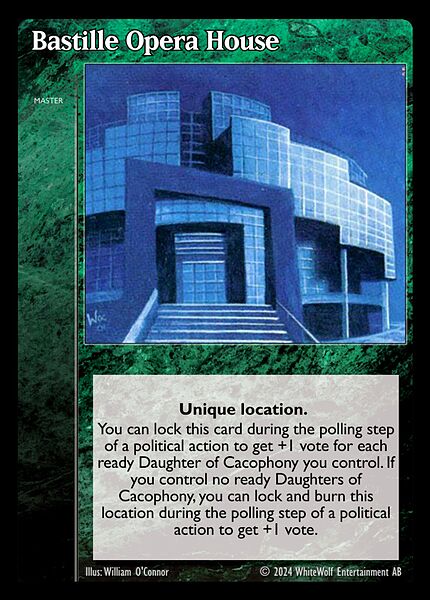 Bastille Opera House
MASTER
Woc
Unique location.
You can lock this card during the polling step
of a political action to get +1 vote for each
ready Daughter of Cacophony you control. If
you control no ready Daughters of
Cacophony, you can lock and burn this
location during the polling step of a political
action to get +1 vote.
Illus: William O'Connor
© 2024 WhiteWolf Entertainment AB